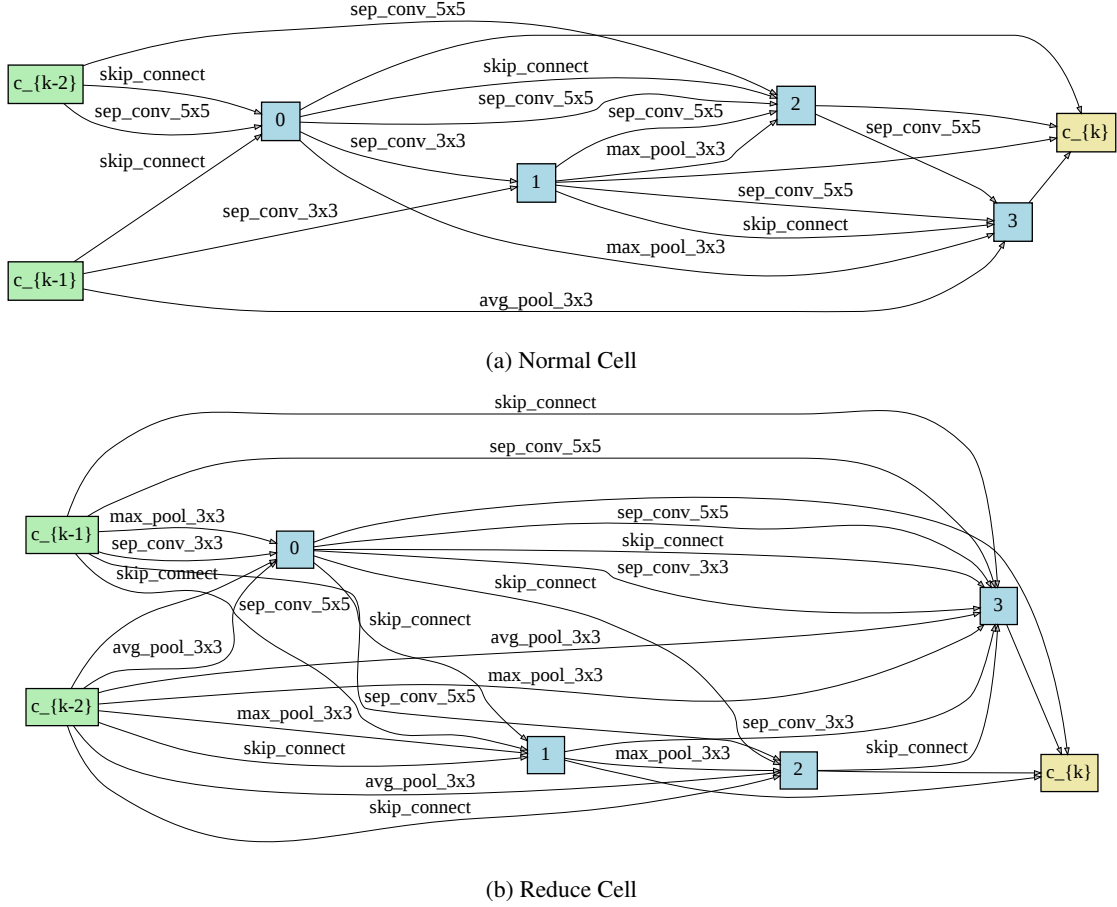 sep_conv_5x5
c_{k-2}
skip_connect
sep_conv_5x5
skip_connect
0
skip_connect
sep_conv_5x5
sep_conv_3x3
sep_conv_5x5
max_pool_3x3
2
sep_conv_5x5
c_{k}
1
sep_conv_3x3
sep_conv_5x5
skip_connect
3
max_pool_3x3
c_{k-1}
avg_pool_3x3
(a) Normal Cell
skip_connect
sep_conv_5x5
c_{k-1}
max_pool_3x3
sep_conv_3x3
skip_connect
0
sep_conv_5x5
skip_connect
sep_conv_3x3
skip_connect
sep_conv_5x5
skip_connect
3
avg_pool_3x3
avg_pool_3x3
max_pool_3x3
c_{k-2}
sep_conv_5x5
max_pool_3x3
skip_connect
sep_conv_3x3
1
max_pool_3x3
skip_connect
2
c_{k}
avg_pool_3x3
skip_connect
(b) Reduce Cell